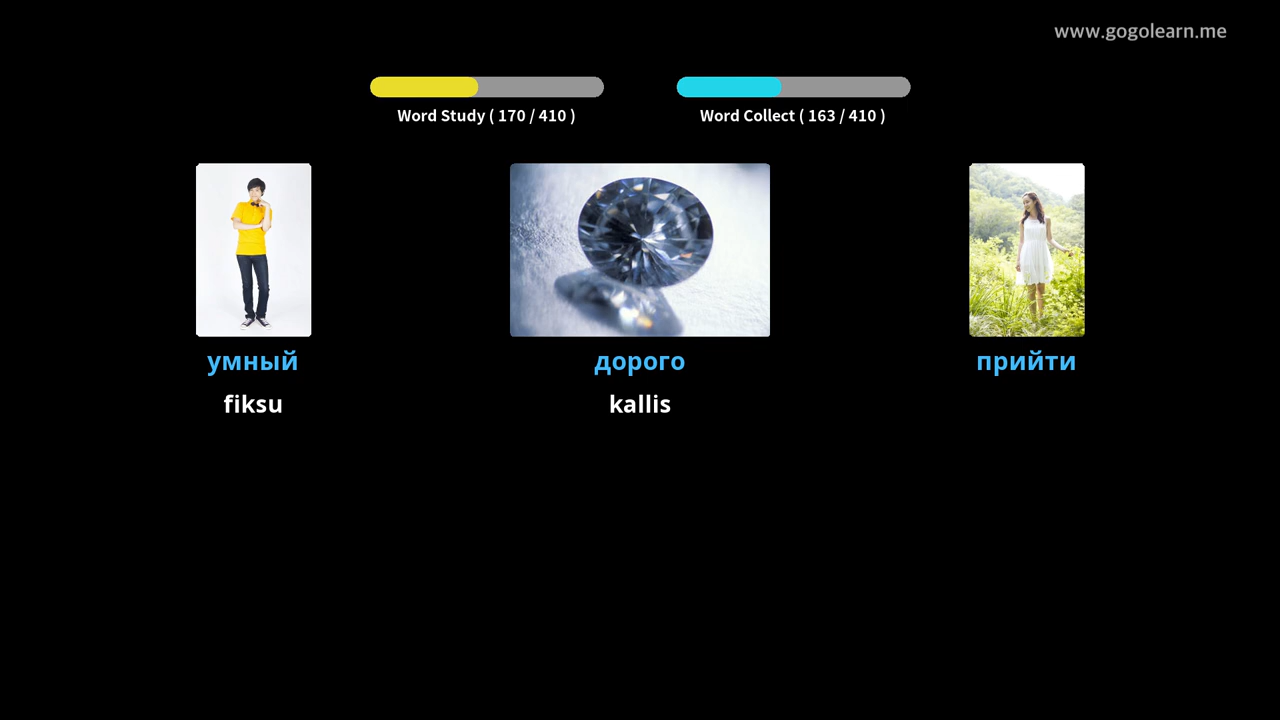 www.gogolearn.me
Word Study ( 170 / 410 )
Word Collect ( 163 / 410 )
умный
дорого
прийти
fiksu
kallis